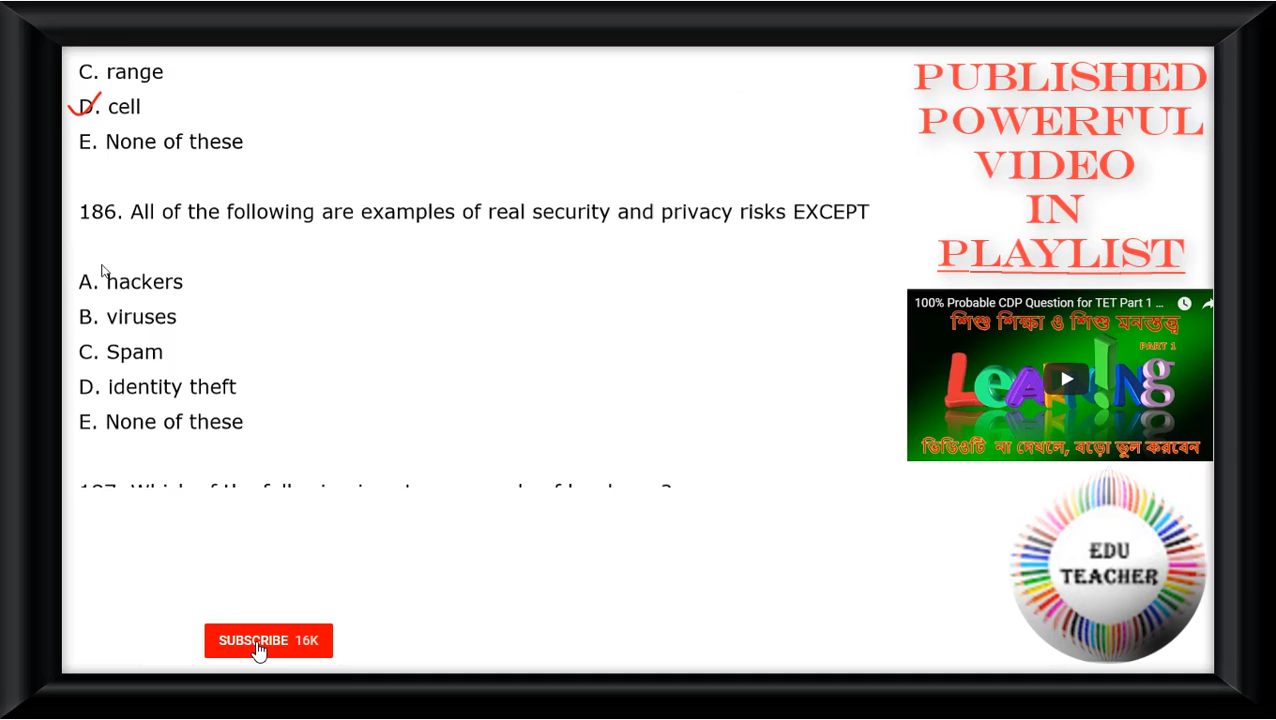 C. range
D. cell
E. None of these
186. All of the following are examples of real security and privacy risks EXCEPT
A. hackers
B. viruses
C. Spam
D. identity theft
E. None of these
SUBSCRIBE 16K
PUBLISHED
POWERFUL
VIDEO
IN
PLAYLIST
100% Probable CDP Question for TET Part 1 ...
শিশু শিক্ষা ও শিশু মনস্তত্ত্ব
PART 1
LEARN!Ng
ভিডিওটি না দেখলে, বড়ো ভুল করবেন
EDU
TEACHER